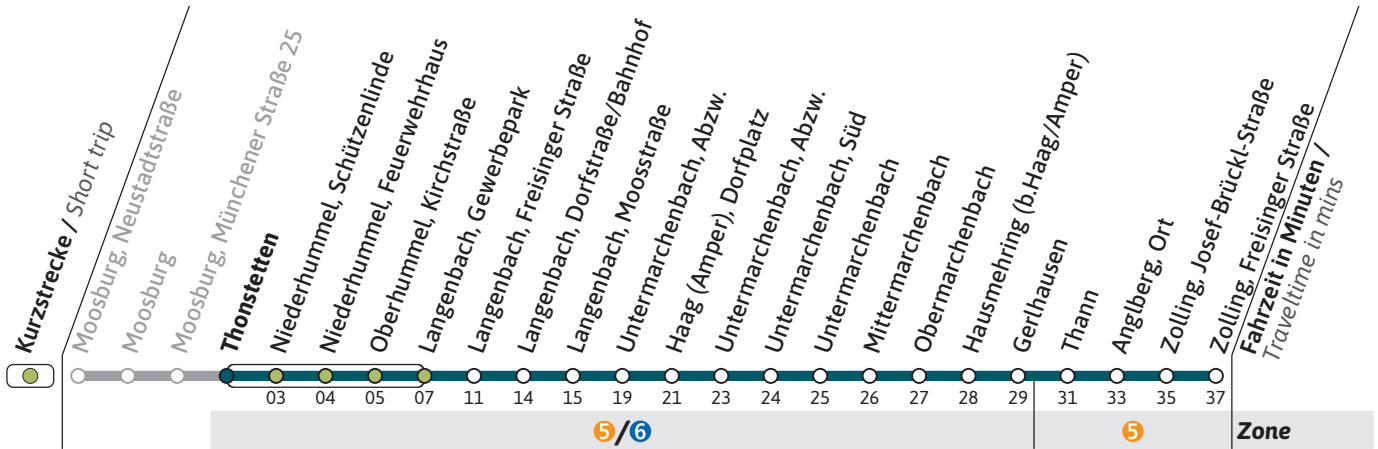 Kurzstrecke / Short trip
Moosburg, Neustadtstraße
Moosburg
Moosburg, Münchener Straße 25
Thonstetten
Niederhummel, Schützenlinde
Niederhummel, Feuerwehrhaus
Oberhummel, Kirchstraße
Langenbach, Gewerbepark
Langenbach, Freisinger Straße
Langenbach, Dorfstraße/Bahnhof
Langenbach, Moosstraße
Untermarchenbach, Abzw.
Haag (Amper), Dorfplatz
Untermarchenbach, Abzw.
Untermarchenbach, Süd
Untermarchenbach
Mittermarchenbach
Obermarchenbach
Hausmehring (b.Haag/Amper)
Gerlhausen
Thann
Anglberg, Ort
Zolling, Josef-Brückl-Straße
Zolling, Freisinger Straße
Fahrzeit in Minuten /
Traveltime in mins
03 04 05 07 11 14 15 19 21 23 24 25 26 27 28 29 31 33 35 37
5/6 5 Zone